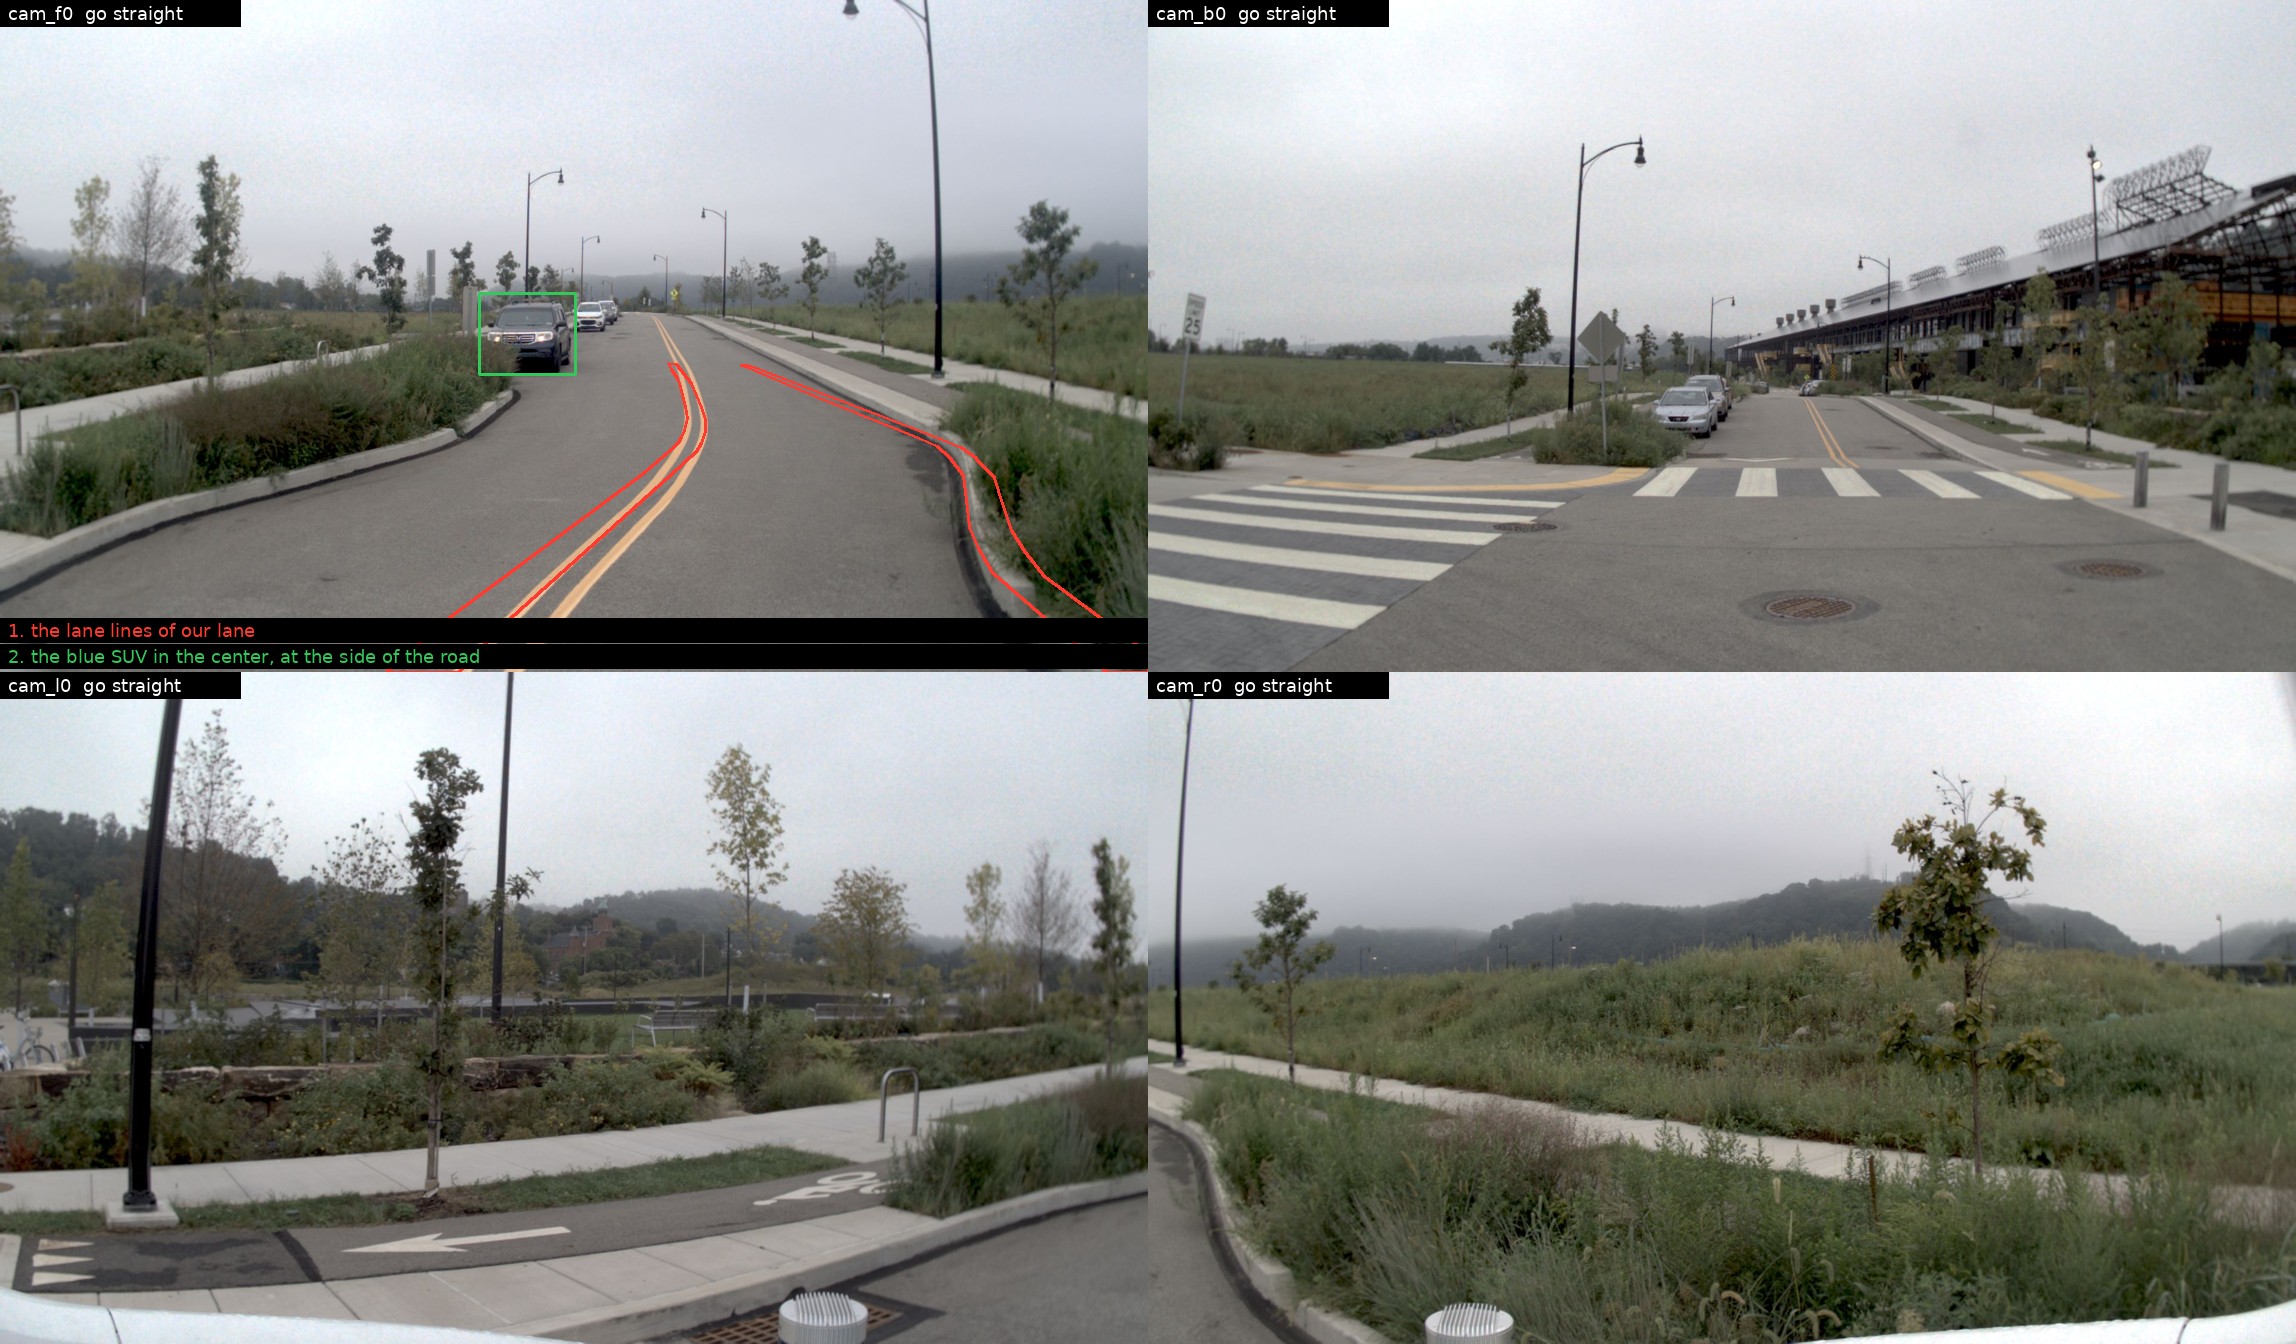 cam_f0 go straight
cam_b0 go straight
25
1. the lane lines of our lane
2. the blue SUV in the center, at the side of the road
cam_l0 go straight
cam_r0 go straight